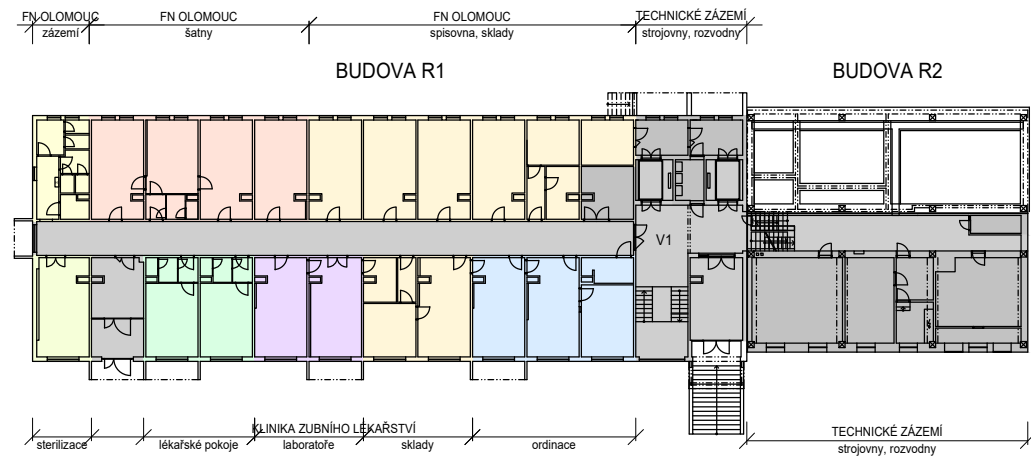 FN OLOMOUC
zázemí
FN OLOMOUC
šatny
FN OLOMOUC
spisovna, sklady
TECHNICKÉ ZÁZEMÍ
strojovny, rozvodny
BUDOVA R1
BUDOVA R2
V1
KLINIKA ZUBNÍHO LÉKAŘSTVÍ
sterilizace
lékařské pokoje
laboratoře
sklady
ordinace
TECHNICKÉ ZÁZEMÍ
strojovny, rozvodny